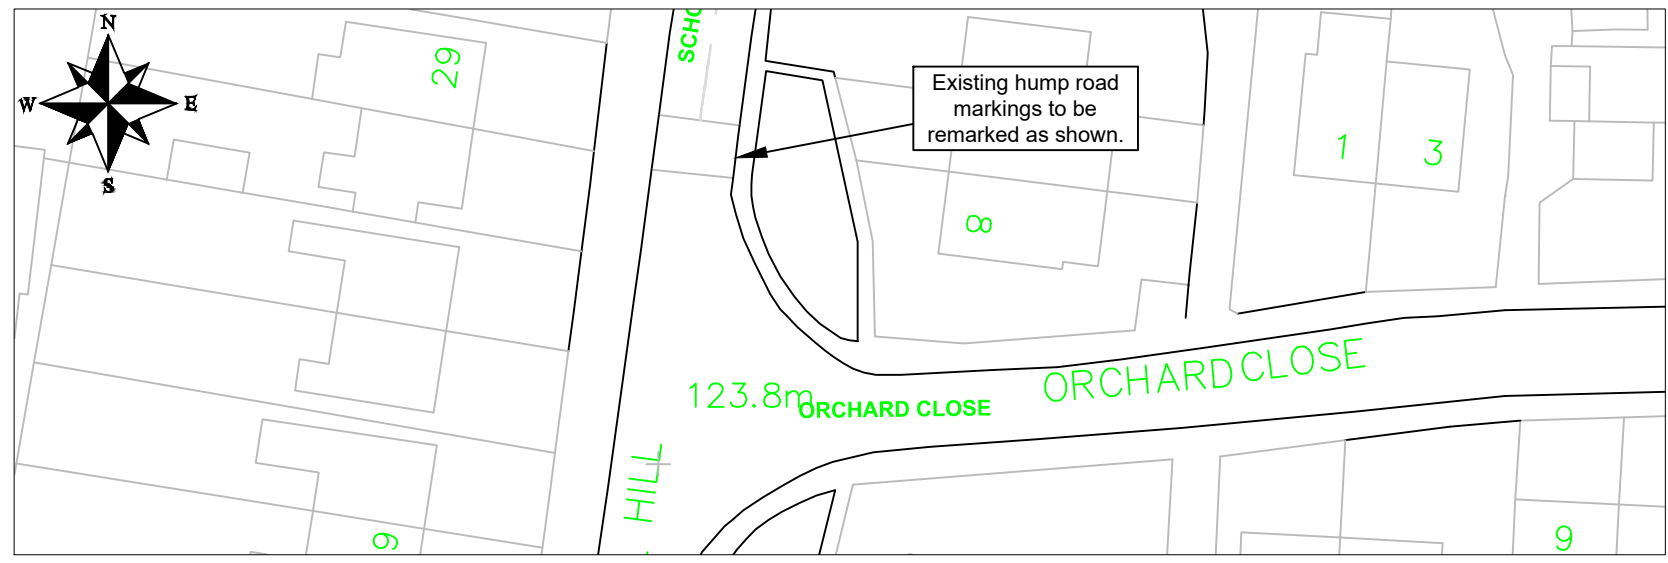 N
W
E
S
29
SCHO
Existing hump road
markings to be
remarked as shown.
1
3
8
ORCHARD CLOSE
123.8m
ORCHARD CLOSE
HILL
9
9